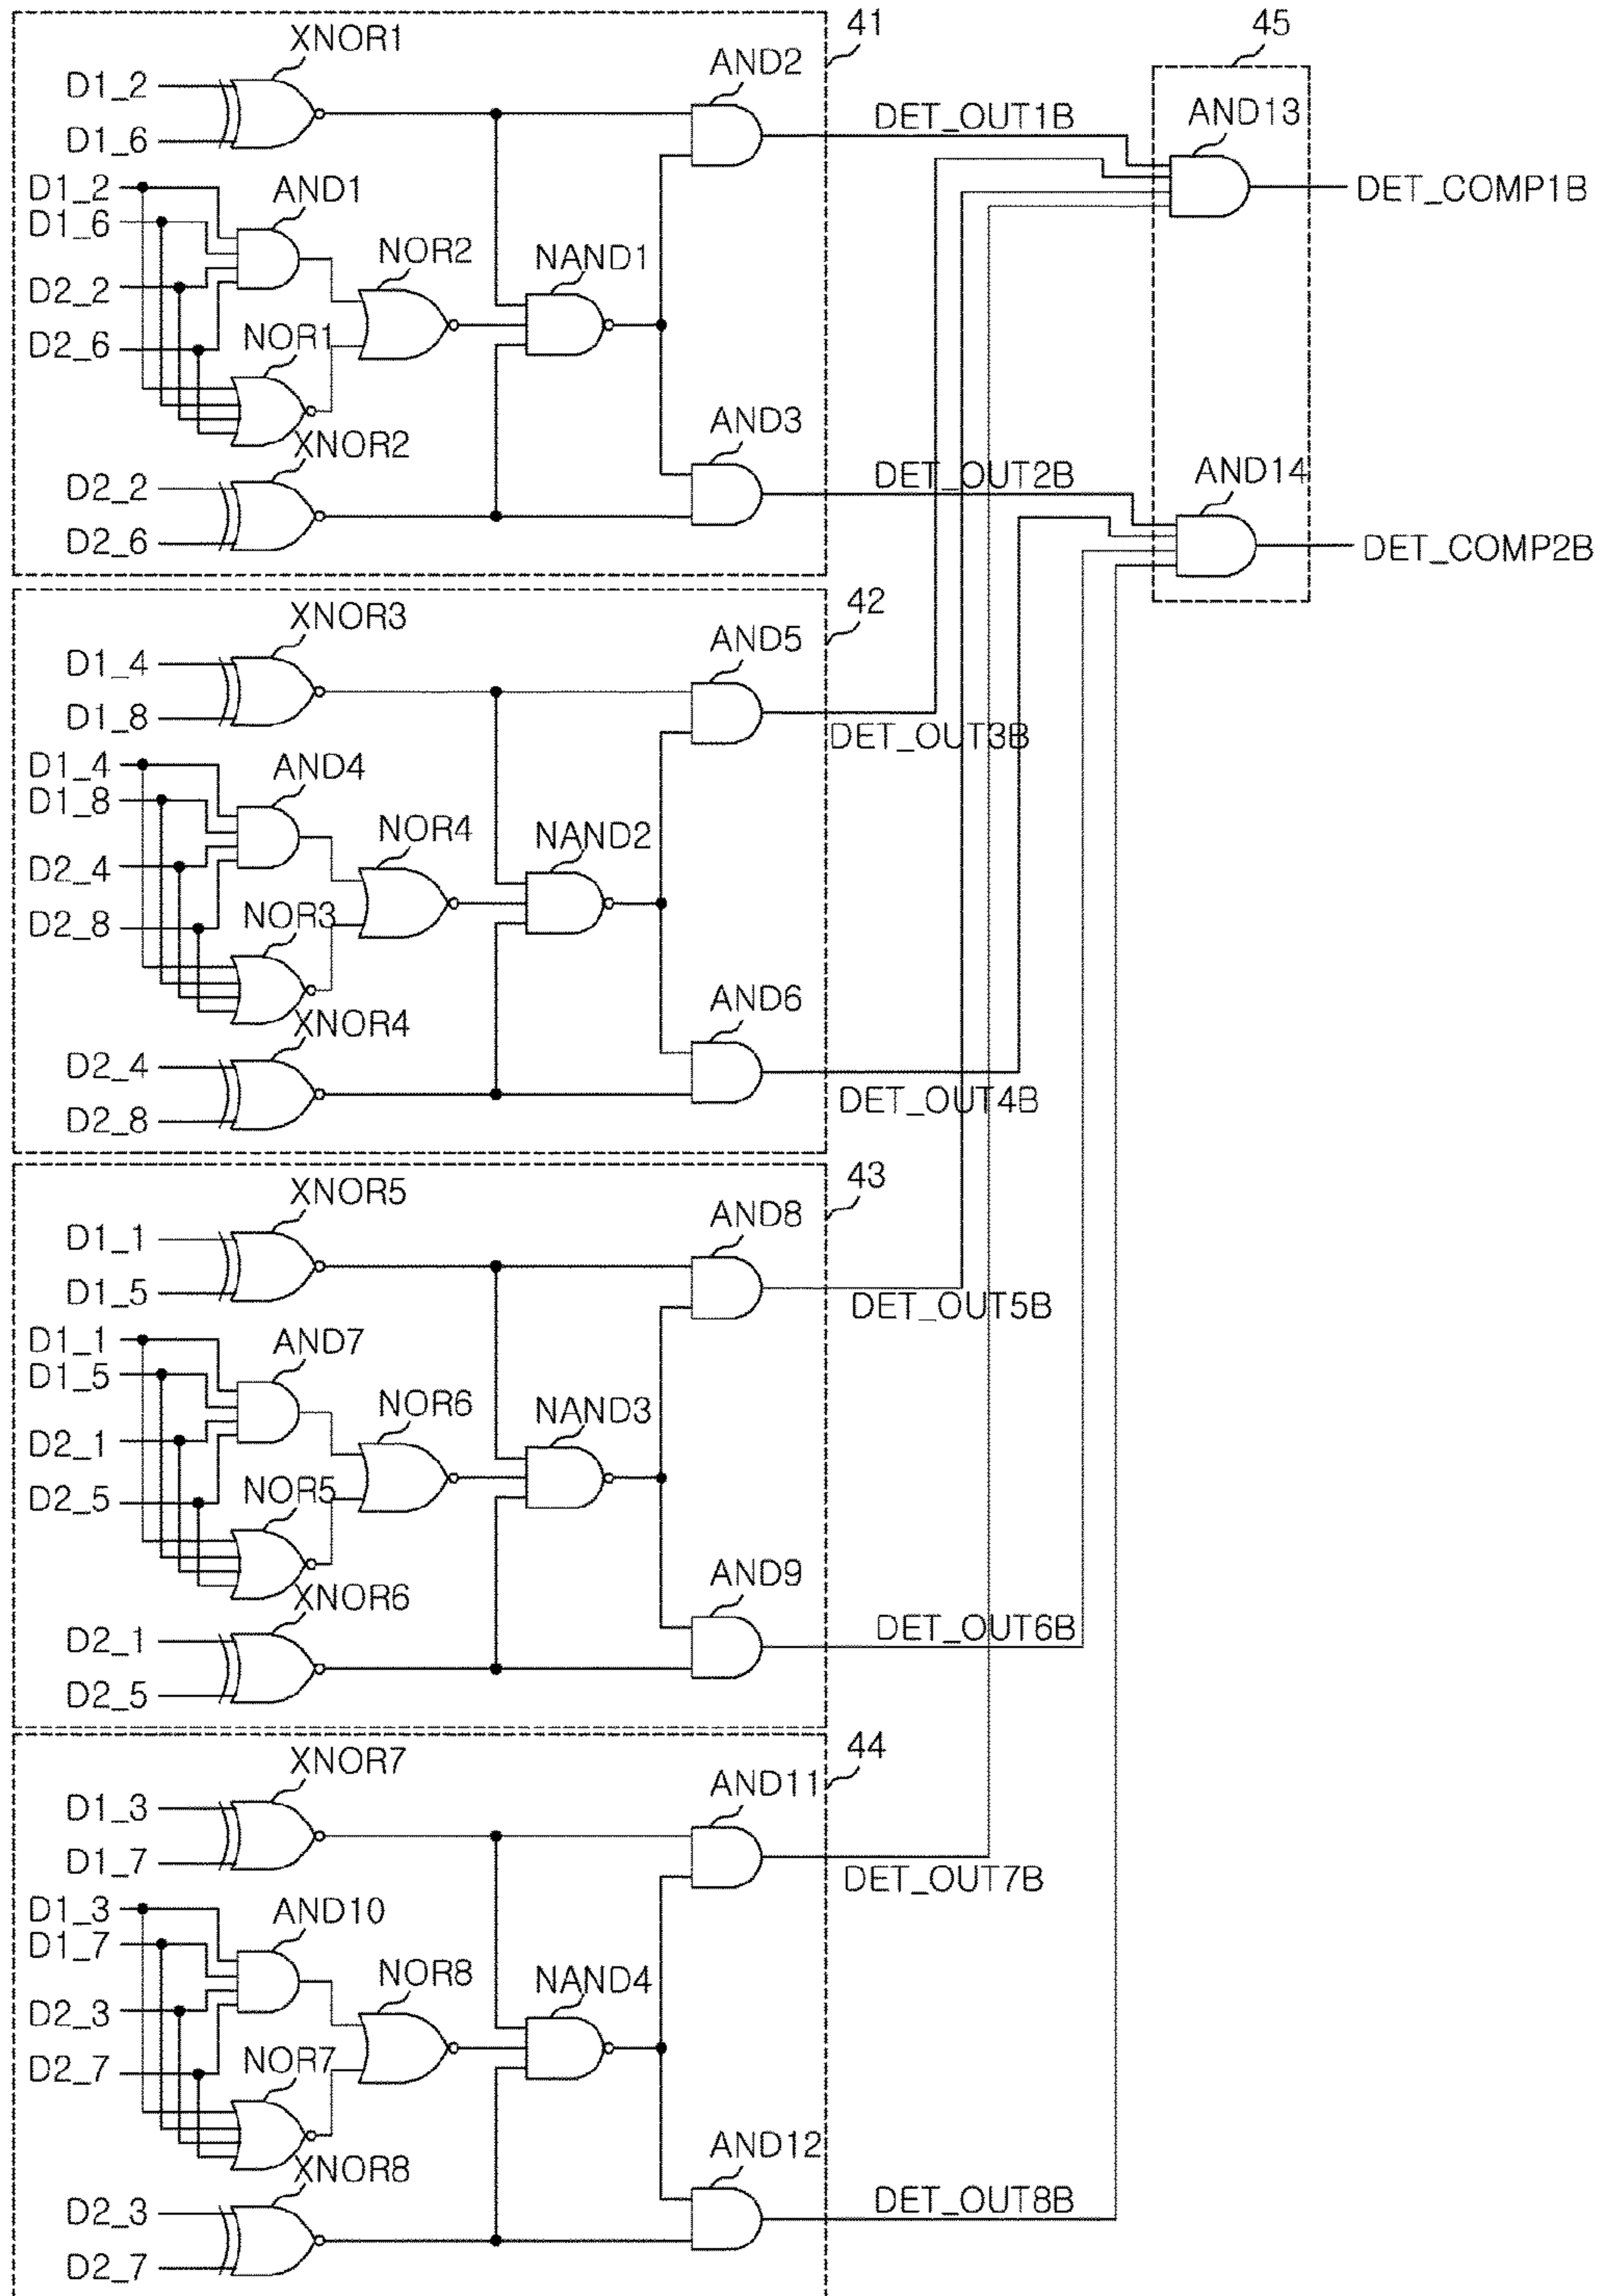 XNOR1
41
45
D1_2
AND2
D1_6
DET_OUT1B
AND13
D1_2
AND1
DET_COMP1B
D1_6
NOR2
NAND1
D2_2
D2_6
NOR1
XNOR2
AND3
D2_2
DET_OUT2B
AND14
D2_6
DET_COMP2B
XNOR3
42
D1_4
AND5
D1_8
DET_OUT3B
D1_4
AND4
D1_8
NOR4
NAND2
D2_4
D2_8
NOR3
XNOR4
AND6
D2_4
DET_OUT4B
D2_8
XNOR5
43
D1_1
AND8
D1_5
DET_OUT5B
D1_1
AND7
D1_5
NOR6
NAND3
D2_1
D2_5
NOR5
XNOR6
AND9
D2_1
DET_OUT6B
D2_5
XNOR7
44
D1_3
AND11
D1_7
DET_OUT7B
D1_3
AND10
D1_7
NOR8
NAND4
D2_3
D2_7
NOR7
XNOR8
AND12
D2_3
DET_OUT8B
D2_7